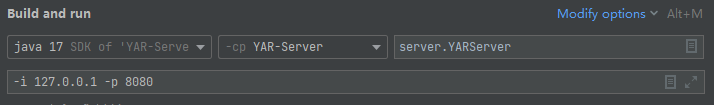 Build and run
Modify options Alt+M
java 17 SDK of 'YAR-Serve
-cp YAR-Server
server.YARServer
-i 127.0.0.1 -p 8080